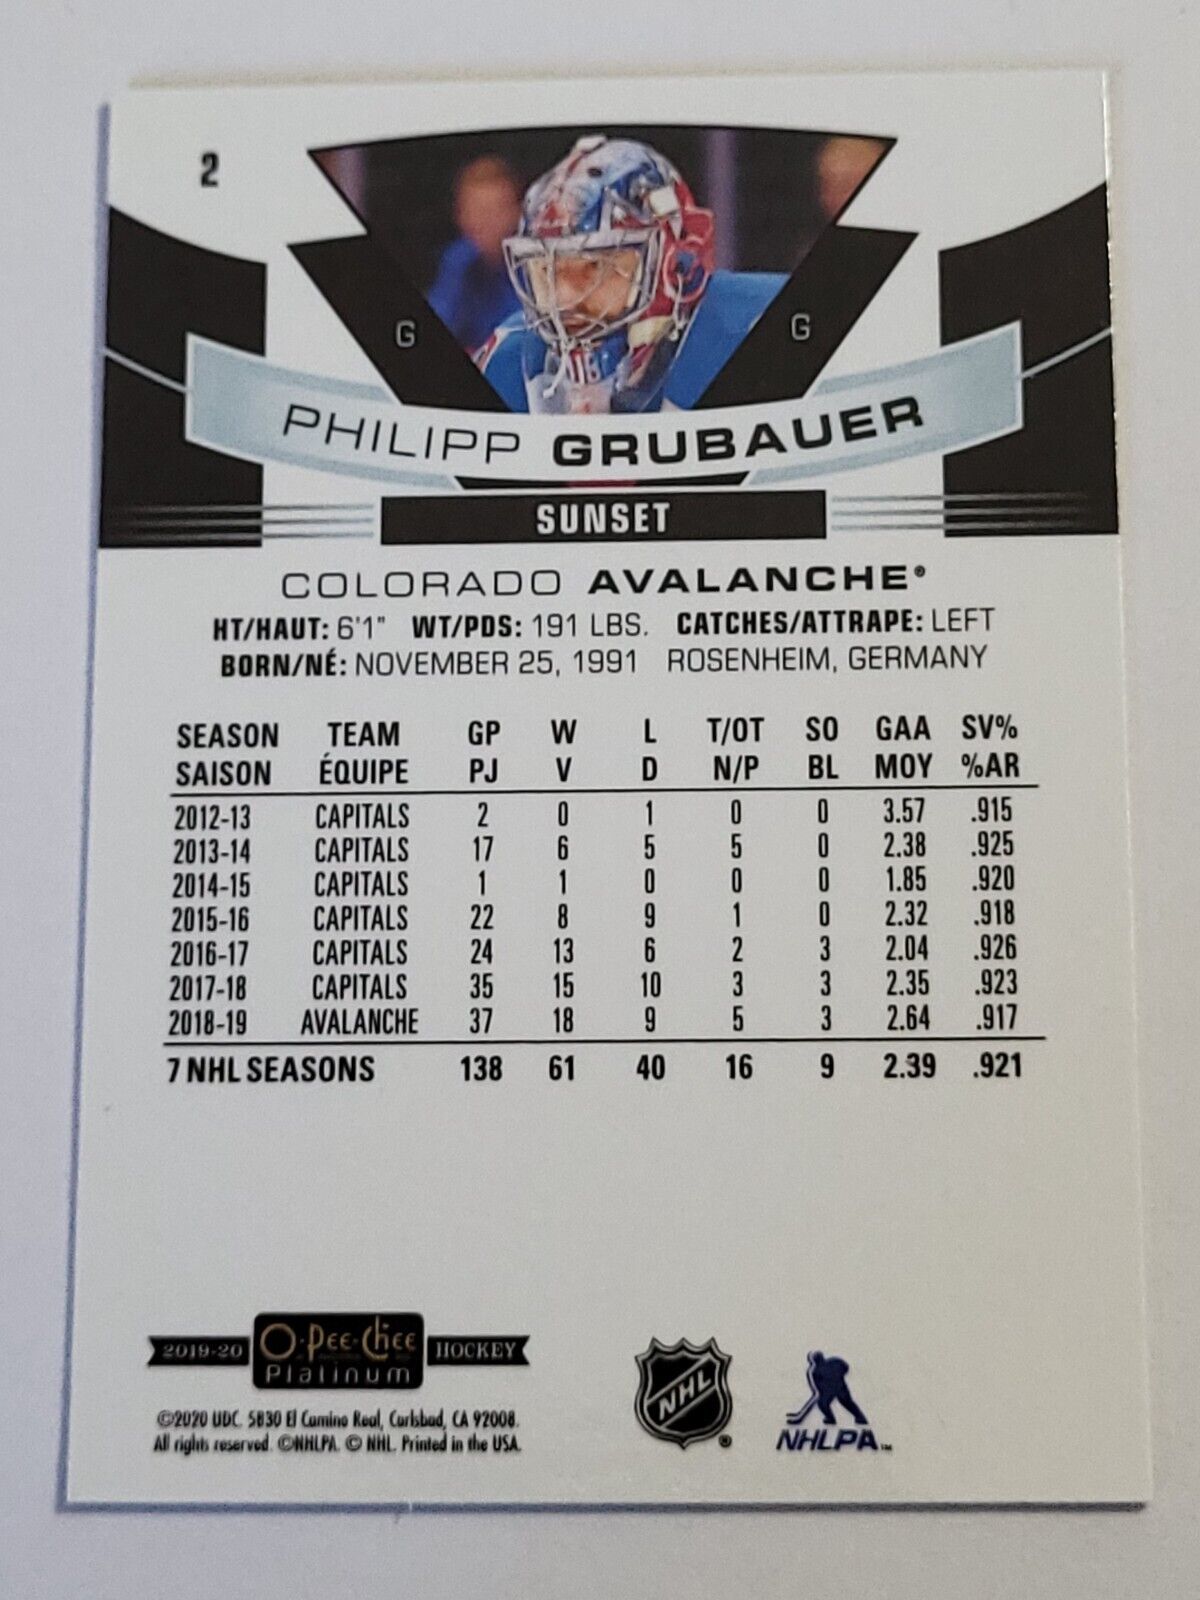 2
G G
PHILIPP GRUBAUER
SUNSET
COLORADO AVALANCHE®
HT/HAUT: 6'1" WT/PDS: 191 LBS. CATCHES/ATTRAPE: LEFT
BORN/NÉ: NOVEMBER 25, 1991 ROSENHEIM, GERMANY
SEASON TEAM GP W L T/OT SO GAA SV%
SAISON ÉQUIPE PJ V D N/P BL MOY %AR
2012-13 CAPITALS 2 0 1 0 0 3.57 .915
2013-14 CAPITALS 17 6 5 5 0 2.38 .925
2014-15 CAPITALS 1 1 0 0 0 1.85 .920
2015-16 CAPITALS 22 8 9 1 0 2.32 .918
2016-17 CAPITALS 24 13 6 2 3 2.04 .926
2017-18 CAPITALS 35 15 10 3 3 2.35 .923
2018-19 AVALANCHE 37 18 9 5 3 2.64 .917
7 NHL SEASONS 138 61 40 16 9 2.39 .921
2019-20 O-Pee-Chee HOCKEY
Platinum
©2020 UDC. 5830 El Camino Real, Carlsbad, CA 92008.
All rights reserved. ©NHLPA. © NHL. Printed in the USA.
NHL ®
NHLPA™